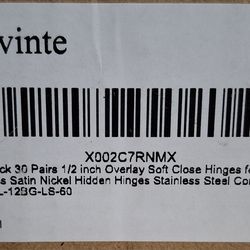 vinte
X002C7RNMX
ck 30 Pairs 1/2 inch Overlay Soft Close Hinges f
s Satin Nickel Hidden Hinges Stainless Steel Co
L-12BG-LS-60